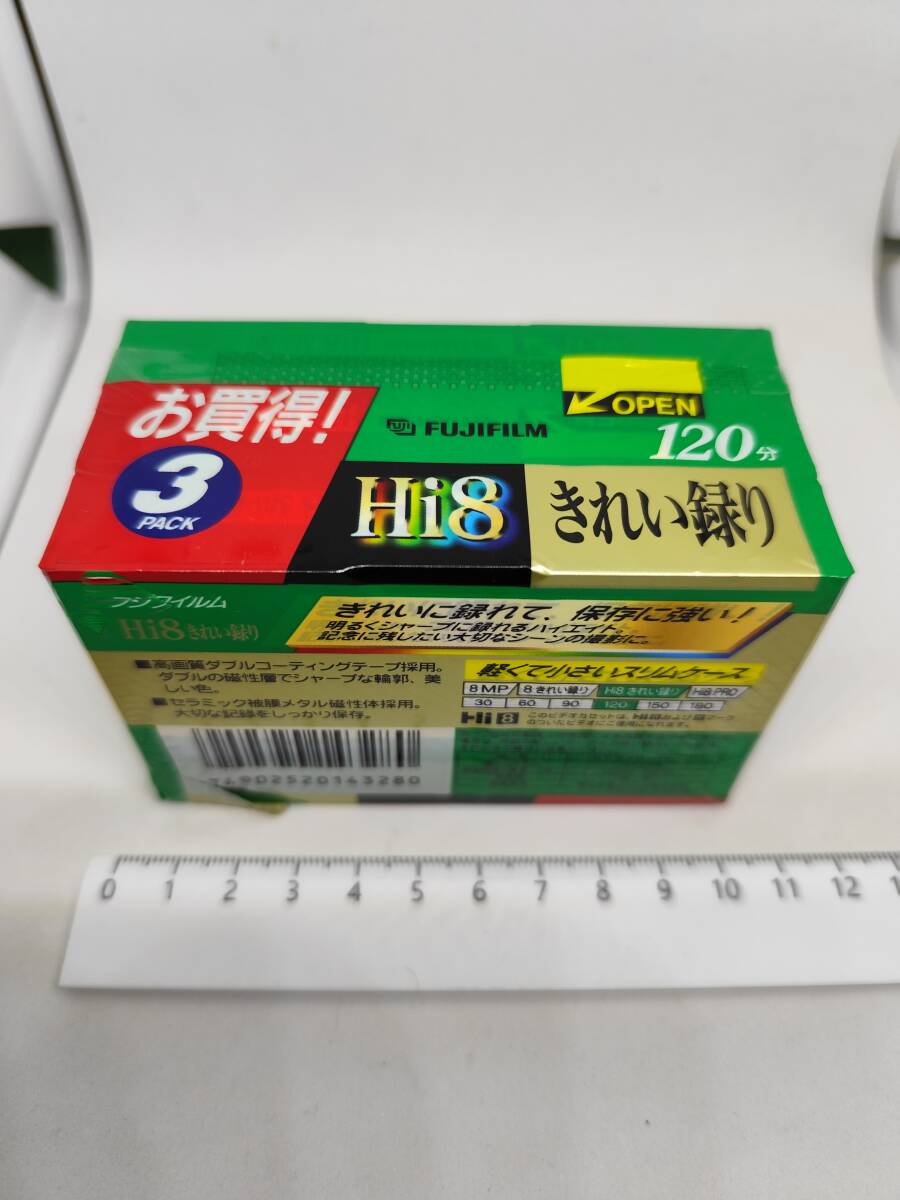 OPEN
お買得!
FUJIFILM
120分
3
PACK
Hi8
きれい録り
フジフイルム
Hi8きれい録り
きれいに録れて、保存に強い!
明るくシャープに録れるハイエイト。
記念に残したい大切なシーンの撮影に。
■高画質ダブルコーティングテープ採用。
ダブルの磁性層でシャープな輪郭、美
しい色。
■セラミック被膜メタル磁性体採用。
大切な記録をしっかり保存。
軽くて小さいスリムケース
8 MP 8 きれい録り Hi8 きれい録り Hi8 PRO
30 60 90 120 150 180
Hi8
4902520143280
0 1 2 3 4 5 6 7 8 9 10 11 12